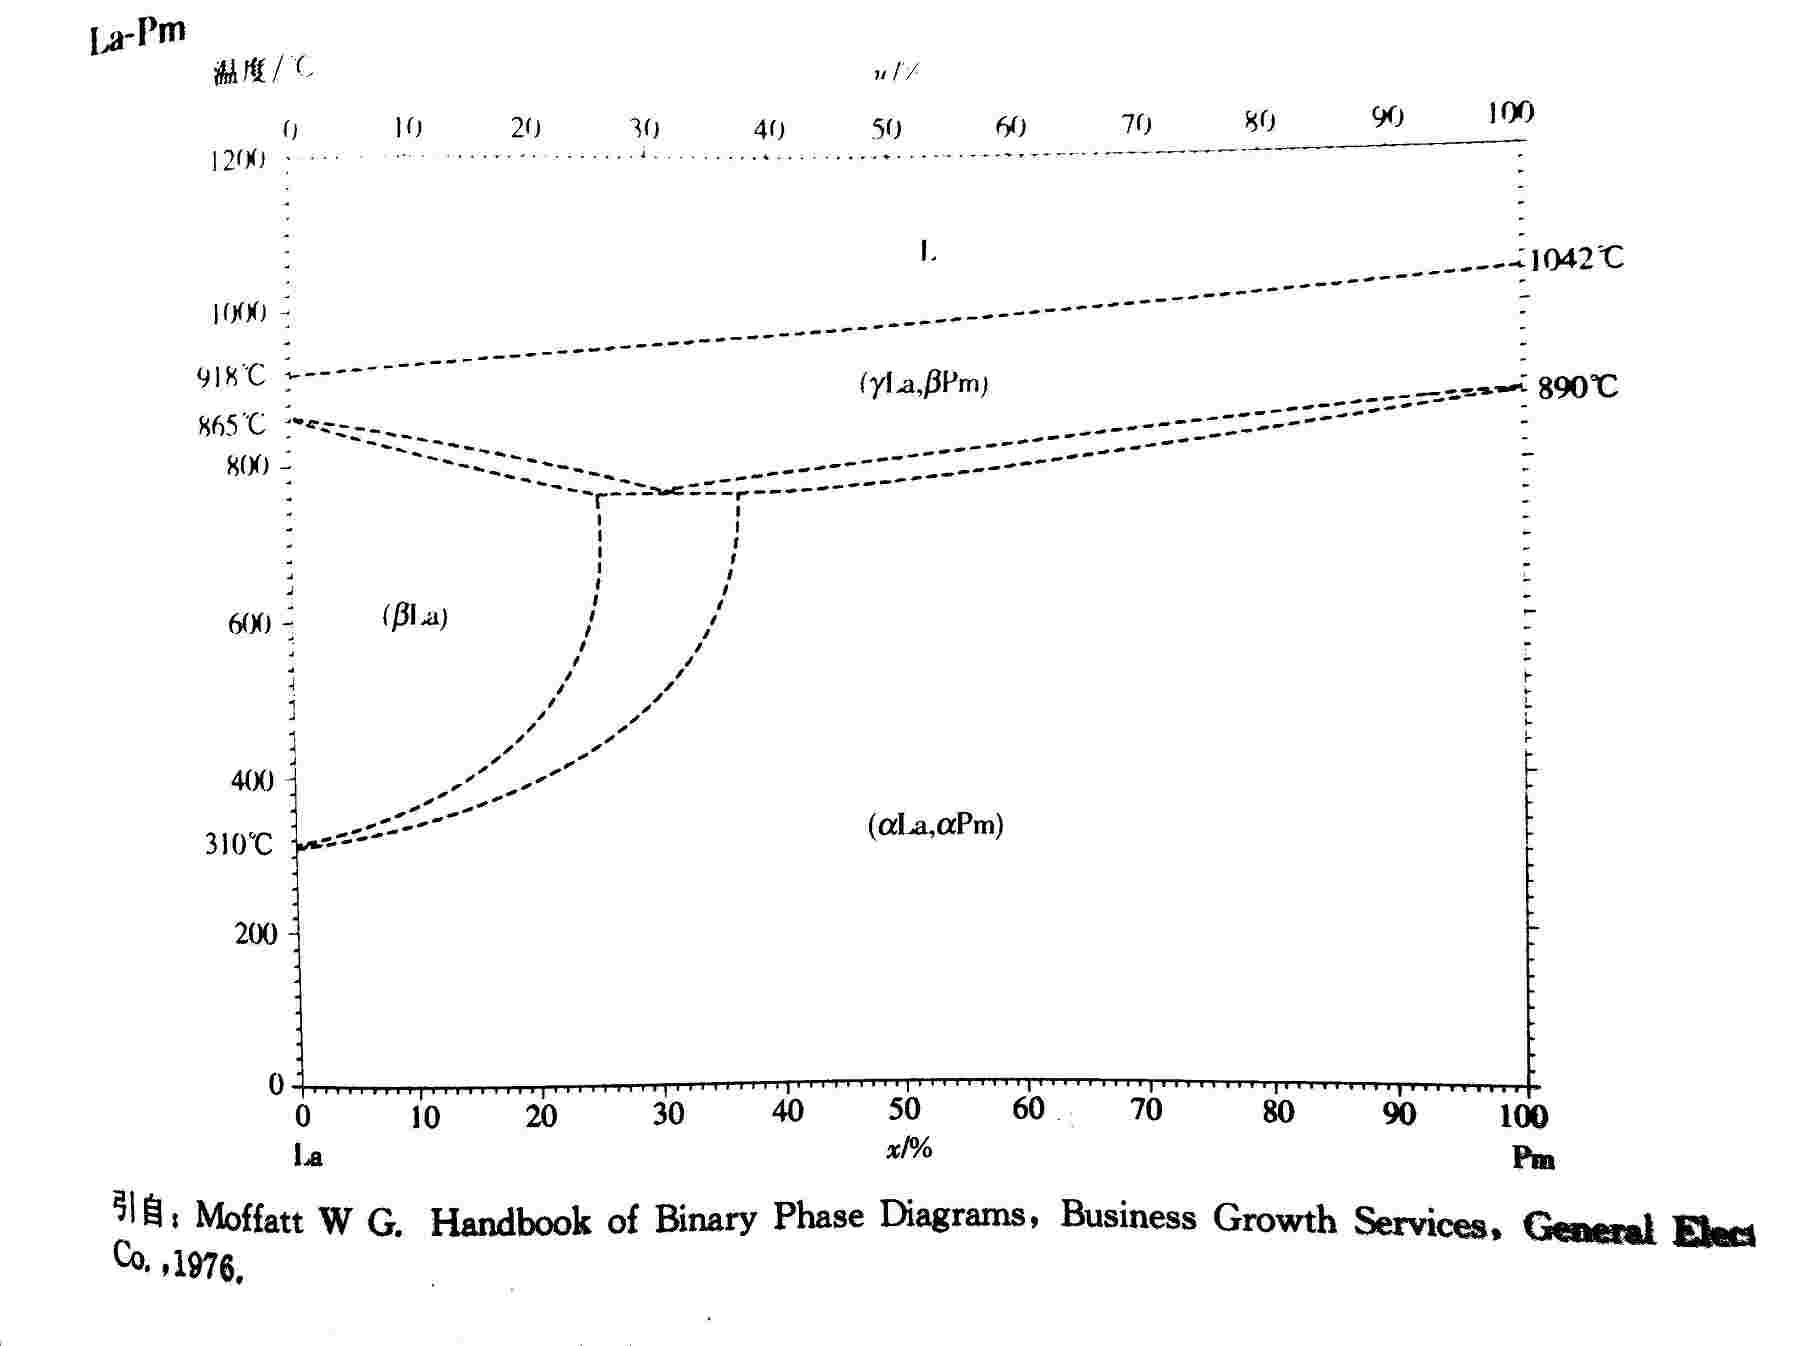 La-Pm
温度/℃
0 10 20 30 40 50 60 70 80 90 100
1200
L
1042℃
1000
918℃
(γLa,βPm)
890℃
865℃
800
600
(βLa)
400
310℃
(αLa,αPm)
200
0
0 10 20 30 40 50 60 70 80 90 100
x/%
La
Pm
引自: Moffatt W G. Handbook of Binary Phase Diagrams, Business Growth Services, General Elect
Co.,1976.